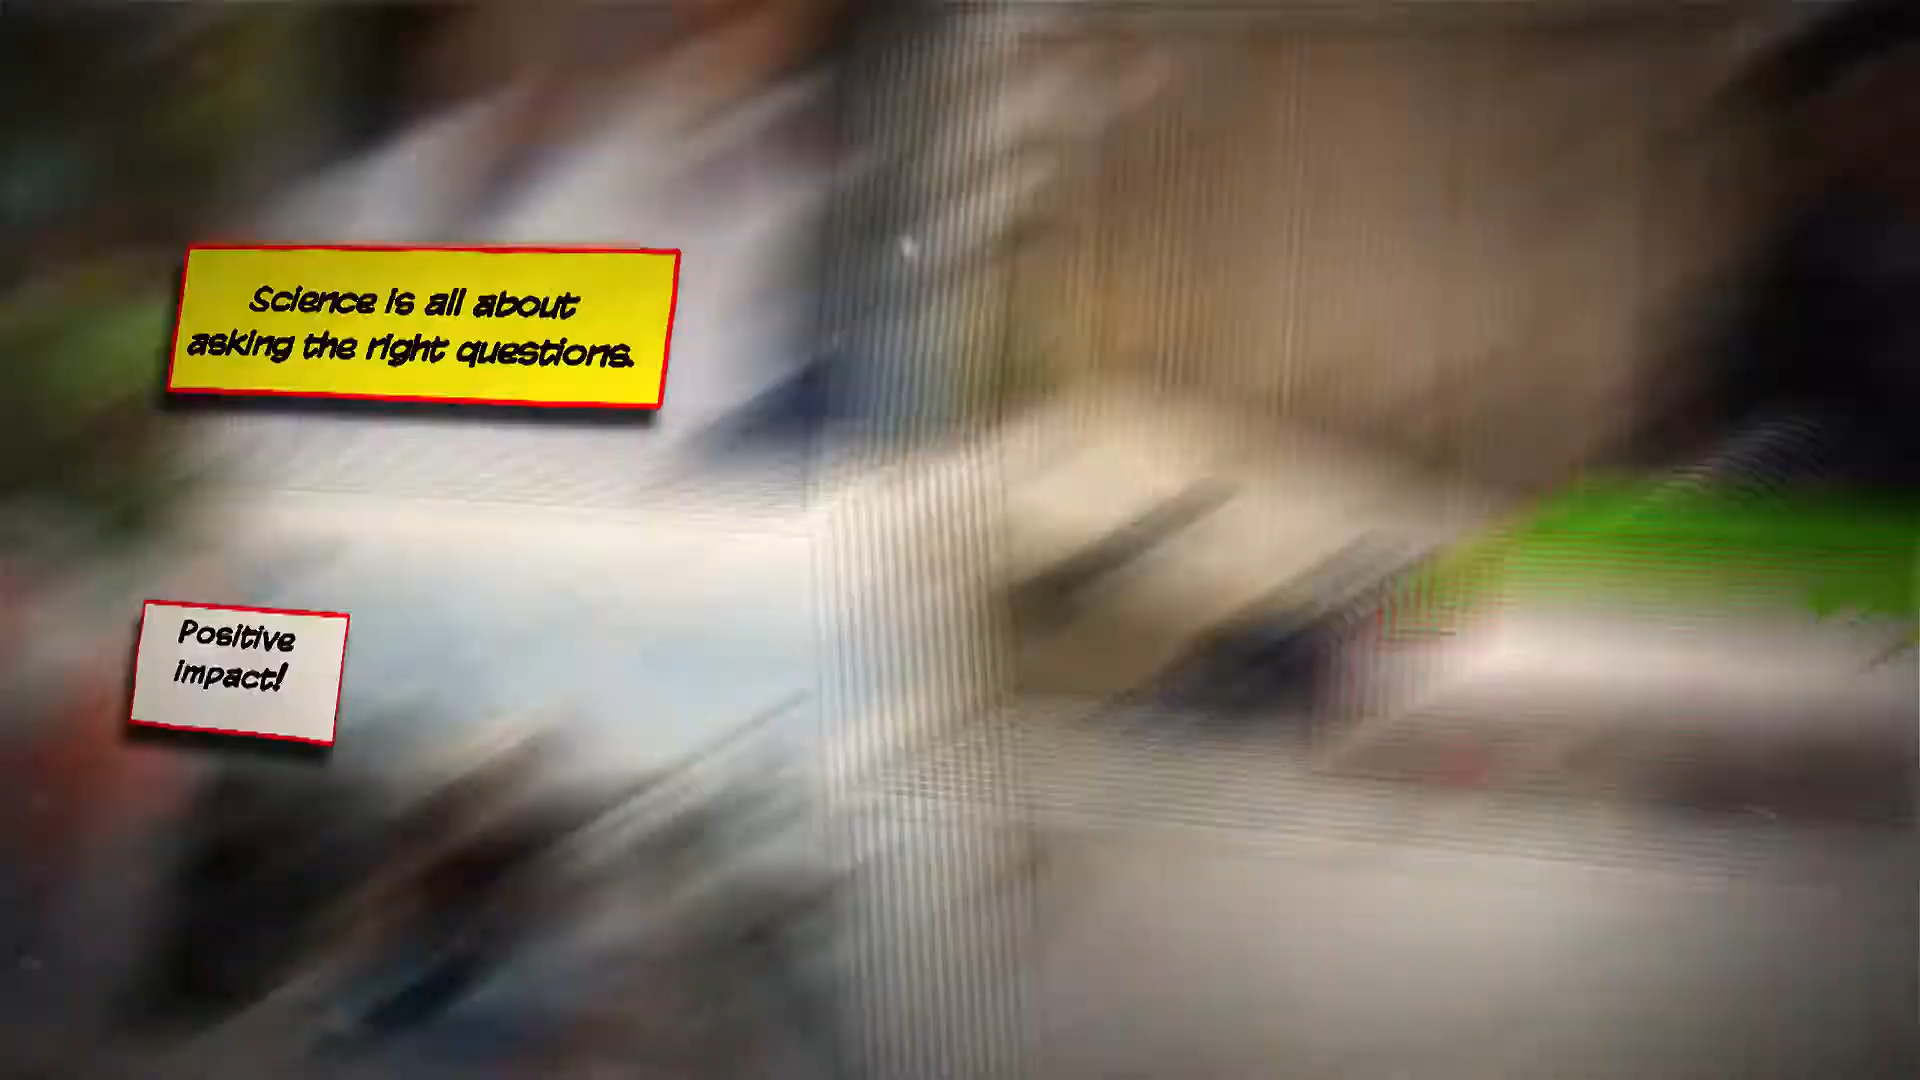 Science is all about
asking the right questions.
Positive
impact!